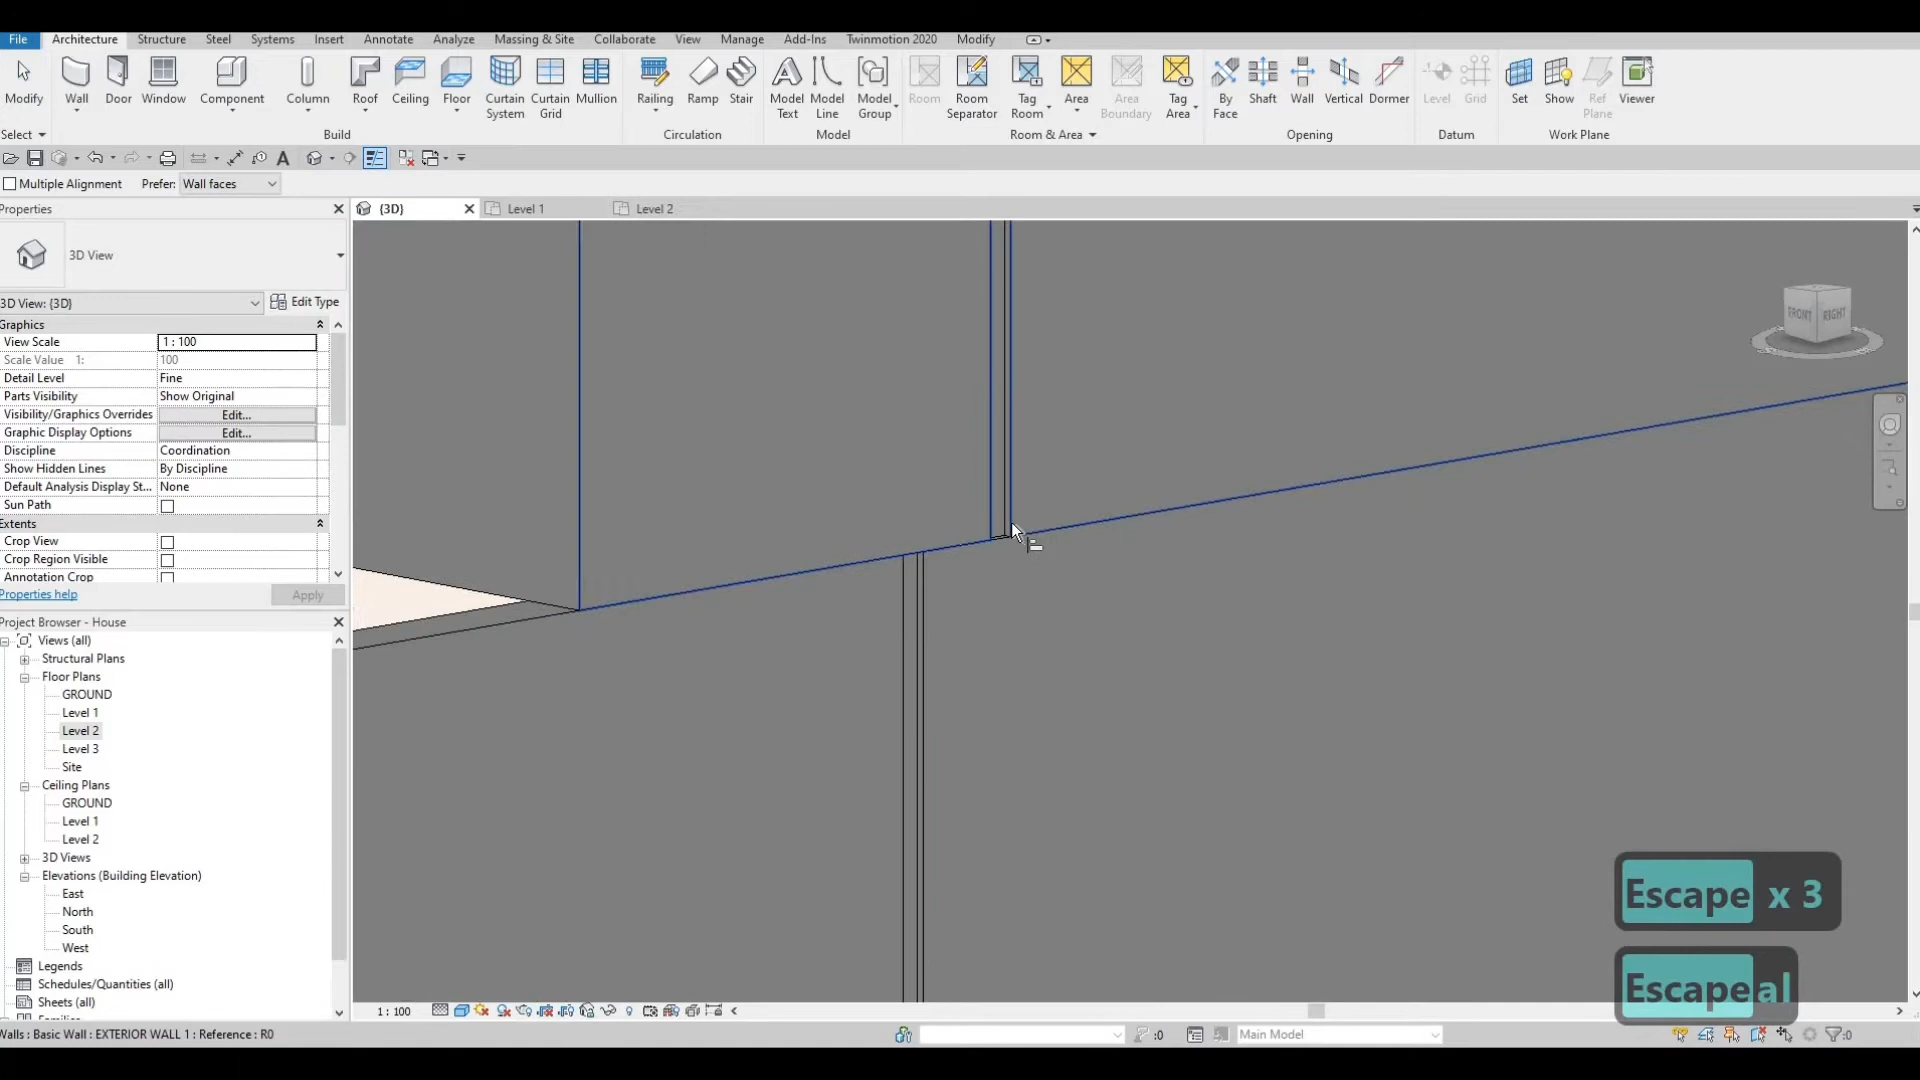 File Architecture Structure Steel Systems Insert Annotate Analyze Massing & Site Collaborate View Manage Add-Ins Twinmotion 2020 Modify
Modify Wall Door Window Component Column Roof Ceiling Floor Curtain System Curtain Grid Mullion Railing Ramp Stair Model Text Model Line Model Group Room Room Separator Tag Room Area Area Boundary Tag Area By Face Shaft Wall Vertical Dormer Level Grid Set Show Ref Plane Viewer
Select Build Circulation Model Room & Area Opening Datum Work Plane
Multiple Alignment Prefer: Wall faces
Properties
{3D} Level 1 Level 2
3D View
3D View: {3D} Edit Type
Graphics
View Scale 1 : 100
Scale Value 1: 100
Detail Level Fine
Parts Visibility Show Original
Visibility/Graphics Overrides Edit...
Graphic Display Options Edit...
Discipline Coordination
Show Hidden Lines By Discipline
Default Analysis Display St... None
Sun Path
Extents
Crop View
Crop Region Visible
Annotation Crop
Properties help Apply
Project Browser - House
Views (all)
Structural Plans
Floor Plans
GROUND
Level 1
Level 2
Level 3
Site
Ceiling Plans
GROUND
Level 1
Level 2
3D Views
Elevations (Building Elevation)
East
North
South
West
Legends
Schedules/Quantities (all)
Sheets (all)
FRONT RIGHT
Escape x 3
Escape al
1 : 100
Walls : Basic Wall : EXTERIOR WALL 1 : Reference : R0
:0 Main Model :0